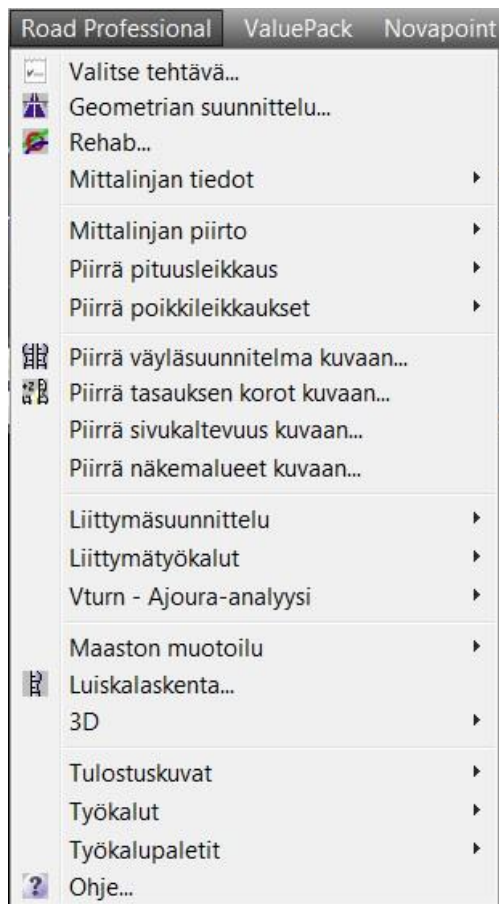 Road Professional ValuePack Novapoint
Valitse tehtävä...
Geometrian suunnittelu...
Rehab...
Mittalinjan tiedot
Mittalinjan piirto
Piirrä pituusleikkaus
Piirrä poikkileikkaukset
Piirrä väyläsuunnitelma kuvaan...
Piirrä tasauksen korot kuvaan...
Piirrä sivukaltevuus kuvaan...
Piirrä näkemalueet kuvaan...
Liittymäsuunnittelu
Liittymätyökalut
Vturn - Ajoura-analyysi
Maaston muotoilu
Luiskalaskenta...
3D
Tulostuskuvat
Työkalut
Työkalupaletit
Ohje...